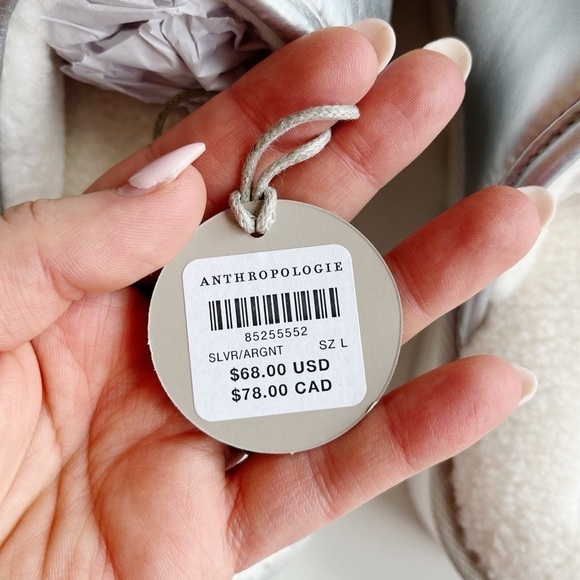 ANTHROPOLOGIE
85255552
SLVR/ARGNT SZ L
$68.00 USD
$78.00 CAD